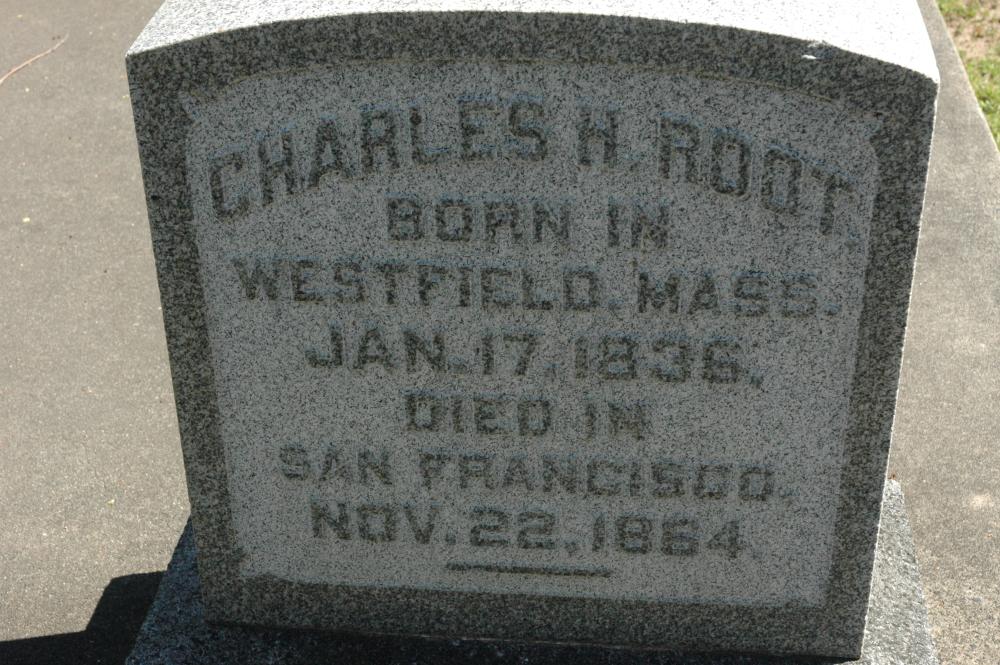 CHARLES H. ROOT.
BORN IN
WESTFIELD. MASS.
JAN. 17. 1836.
DIED IN
SAN FRANCISCO.
NOV. 22, 1864.